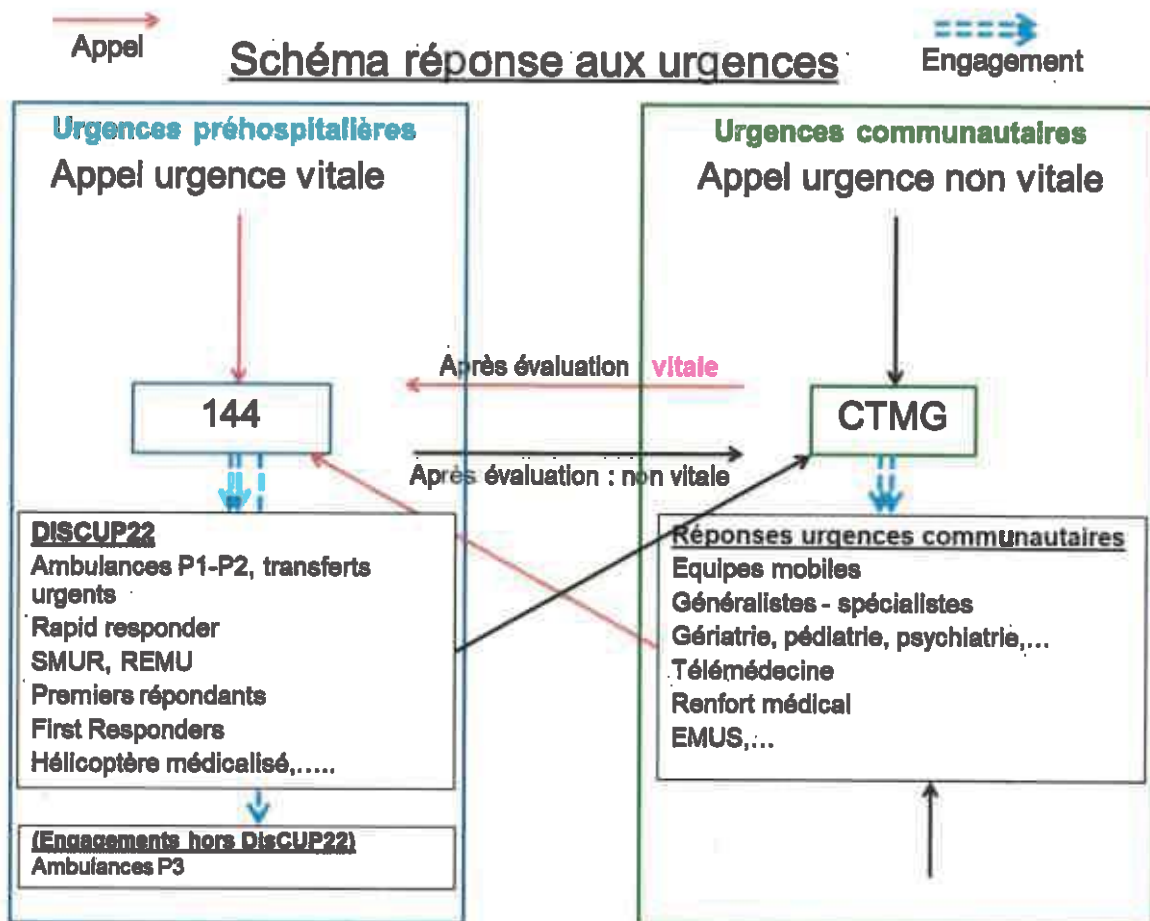 Appel
Schéma réponse aux urgences
Engagement
Urgences préhospitalières
Appel urgence vitale
Urgences communautaires
Appel urgence non vitale
Après évaluation vitale
144
CTMG
Après évaluation : non vitale
DISCUP22
Ambulances P1-P2, transferts
urgents
Rapid responder
SMUR, REMU
Premiers répondants
First Responders
Hélicoptère médicalisé,.....
(Engagements hors DisCUP22)
Ambulances P3
Réponses urgences communautaires
Equipes mobiles
Généralistes - spécialistes
Gériatrie, pédiatrie, psychiatrie,...
Télémédecine
Renfort médical
EMUS,...